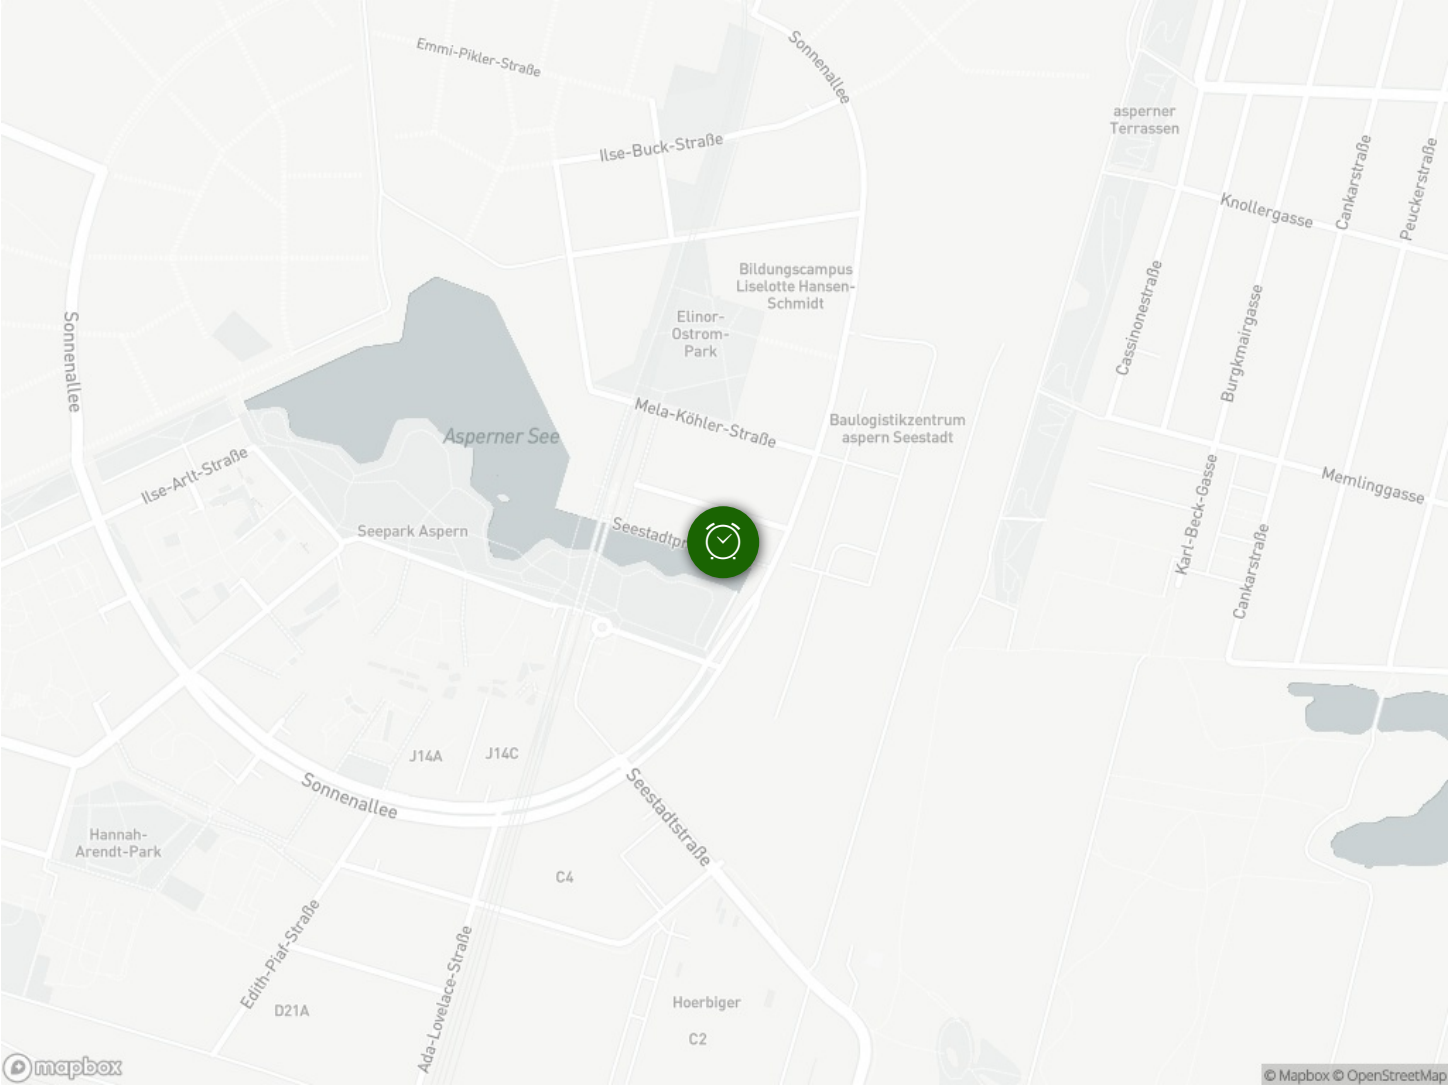 Emmi-Pikler-Straße
Sonnenallee
Ilse-Buck-Straße
asperner
Terrassen
Cankarstraße
Peuckerstraße
Knollergasse
Bildungscampus
Liselotte Hansen-
Schmidt
Elinor-
Ostrom-
Park
Cassinonestraße
Burgkmairgasse
Sonnenallee
Mela-Köhler-Straße
Baulogistikzentrum
aspern Seestadt
Asperner See
Ilse-Arlt-Straße
Memlinggasse
Karl-Beck-Gasse
Seepark Aspern
Seestadtpr
Cankarstraße
J14A
J14C
Sonnenallee
Seestadtstraße
Hannah-
Arendt-Park
C4
Edith-Piaf-Straße
Ada-Lovelace-Straße
D21A
Hoerbiger
C2
mapbox
© Mapbox © OpenStreetMap